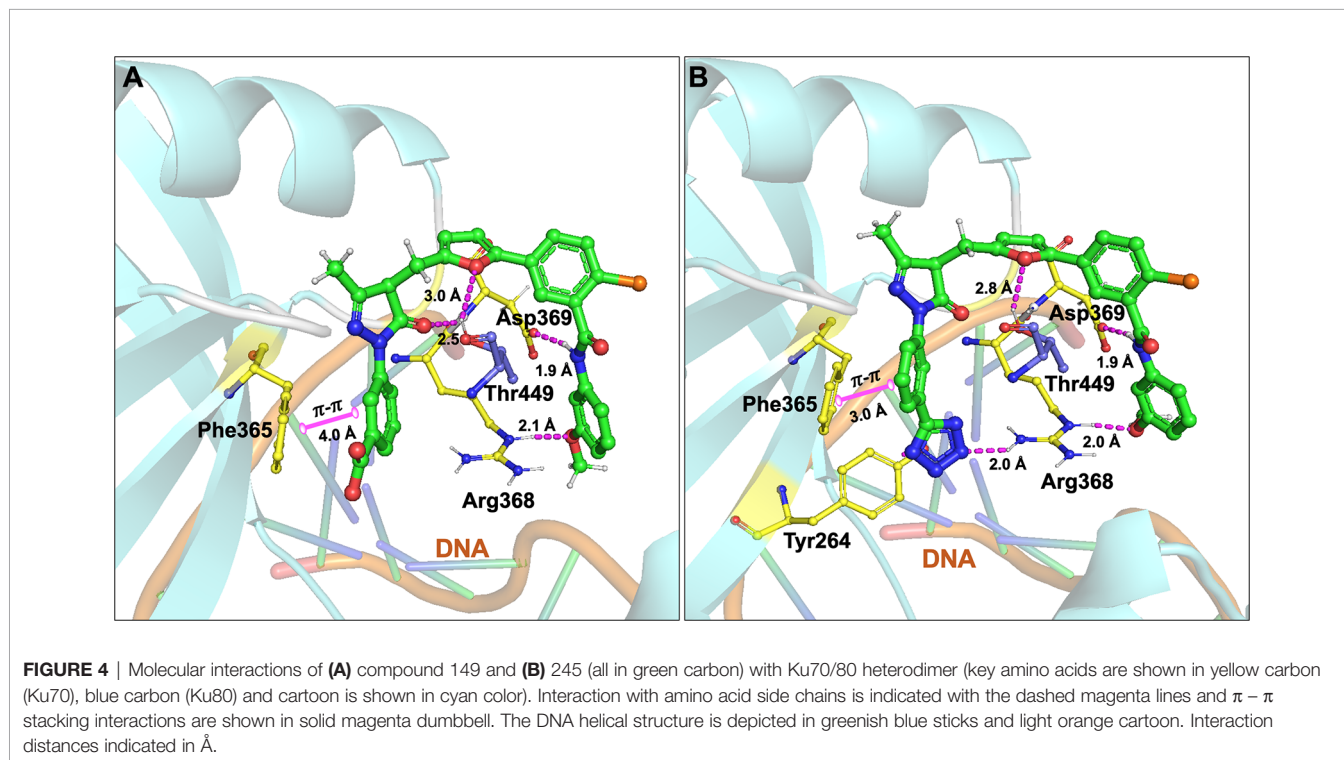 A
3.0 Å
Asp369
2.5
1.9 Å
Thr449
π-π
Phe365
4.0 Å
2.1 Å
Arg368
DNA
B
2.8 Å
Asp369
1.9 Å
Thr449
π-π
Phe365
3.0 Å
2.0 Å
2.0 Å
Arg368
Tyr264
DNA
FIGURE 4 | Molecular interactions of (A) compound 149 and (B) 245 (all in green carbon) with Ku70/80 heterodimer (key amino acids are shown in yellow carbon
(Ku70), blue carbon (Ku80) and cartoon is shown in cyan color). Interaction with amino acid side chains is indicated with the dashed magenta lines and π – π
stacking interactions are shown in solid magenta dumbbell. The DNA helical structure is depicted in greenish blue sticks and light orange cartoon. Interaction
distances indicated in Å.